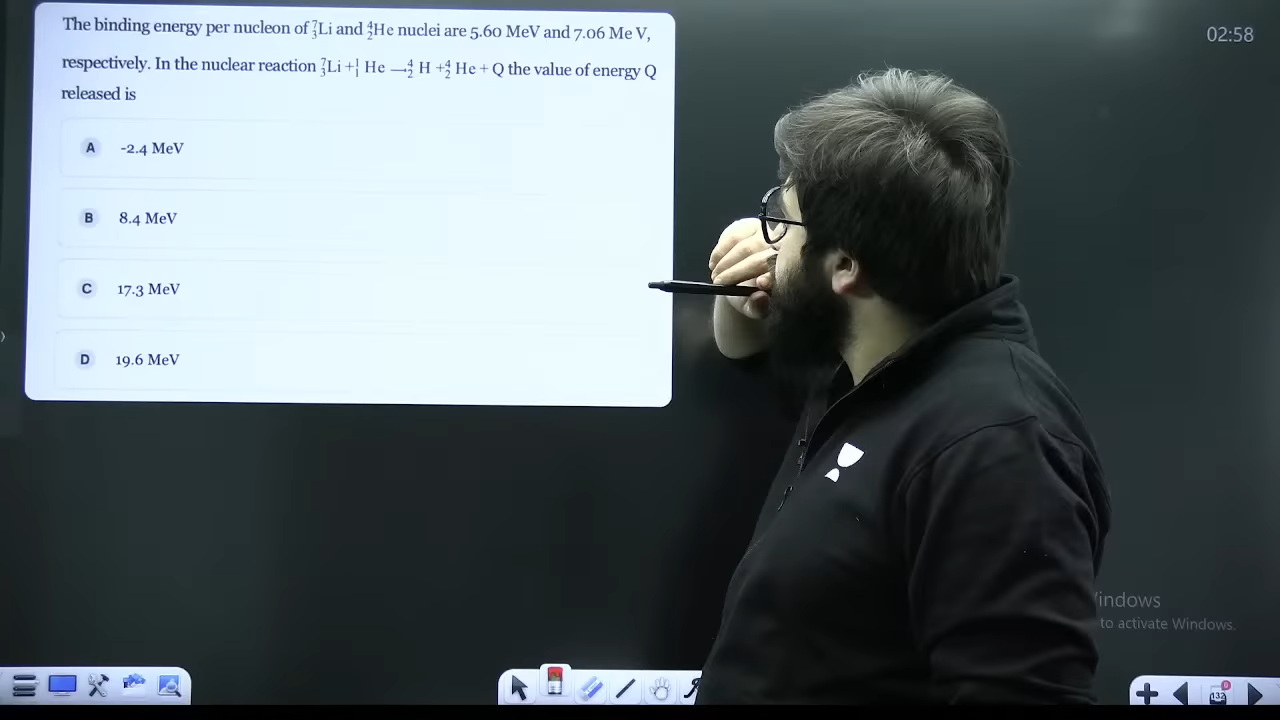 The binding energy per nucleon of ⁷₃Li and ⁴₂He nuclei are 5.60 MeV and 7.06 Me V,
respectively. In the nuclear reaction ⁷₃Li +¹₁ He →⁴₂ H +⁴₂ He + Q the value of energy Q
released is
A -2.4 MeV
B 8.4 MeV
C 17.3 MeV
D 19.6 MeV
02:58
indows
to activate Windows.
132